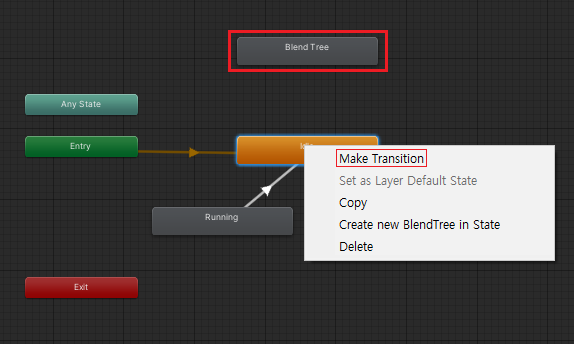 Blend Tree
Any State
Entry
Make Transition
Set as Layer Default State
Copy
Running
Create new BlendTree in State
Delete
Exit